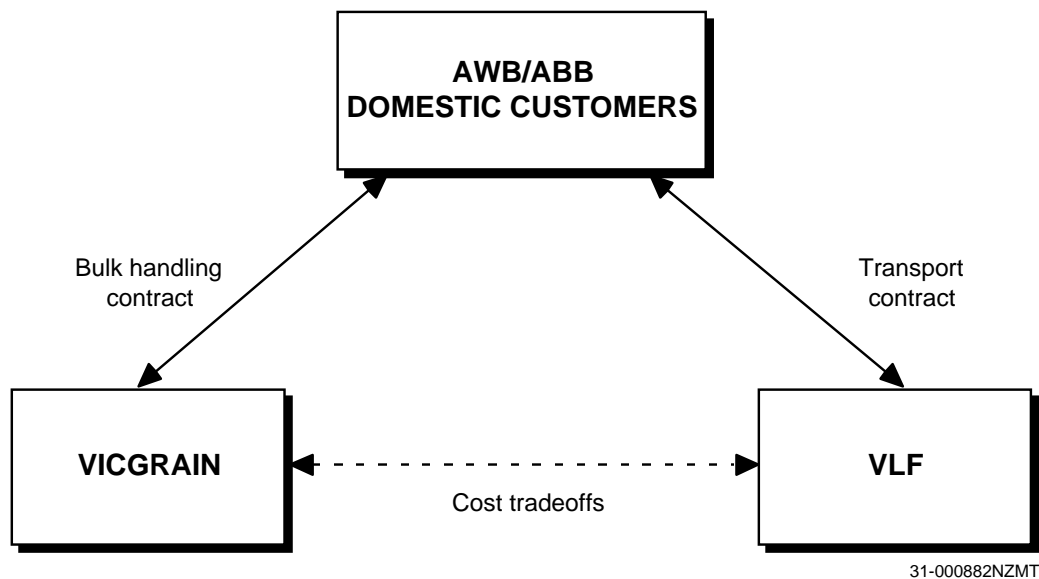 AWB/ABB
DOMESTIC CUSTOMERS
Bulk handling
contract
Transport
contract
VICGRAIN
VLF
Cost tradeoffs
31-000882NZMT